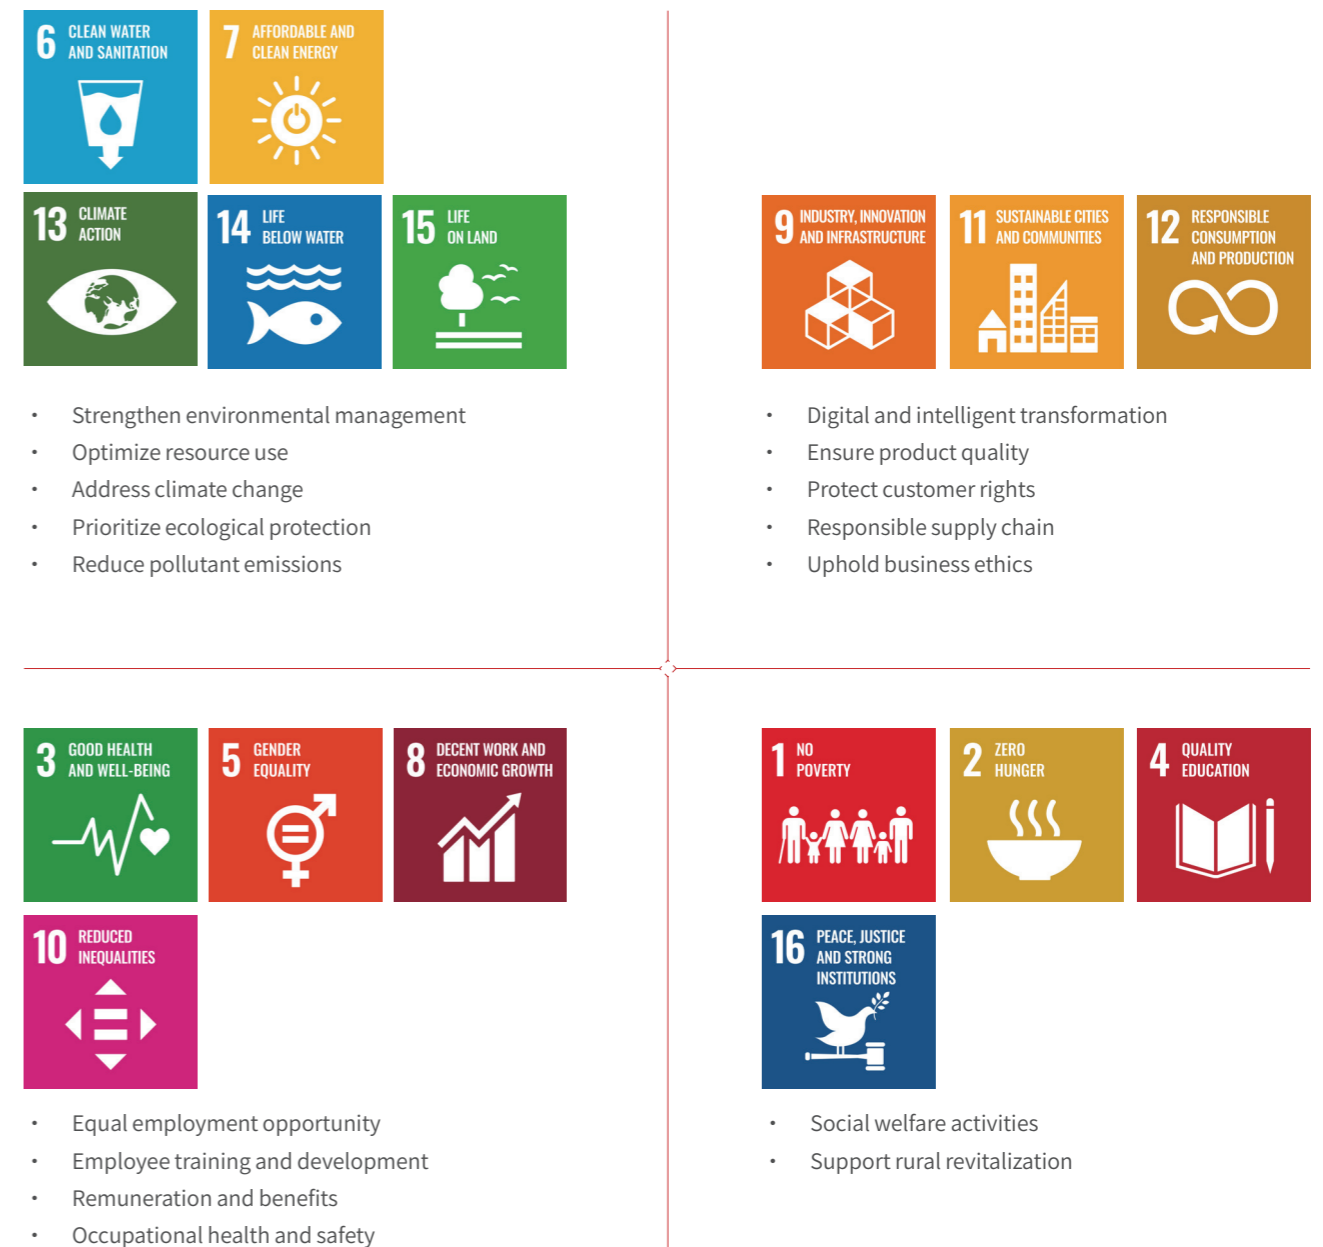 6 CLEAN WATER
AND SANITATION
7 AFFORDABLE AND
CLEAN ENERGY
13 CLIMATE
ACTION
14 LIFE
BELOW WATER
15 LIFE
ON LAND
• Strengthen environmental management
• Optimize resource use
• Address climate change
• Prioritize ecological protection
• Reduce pollutant emissions
9 INDUSTRY, INNOVATION
AND INFRASTRUCTURE
11 SUSTAINABLE CITIES
AND COMMUNITIES
12 RESPONSIBLE
CONSUMPTION
AND PRODUCTION
• Digital and intelligent transformation
• Ensure product quality
• Protect customer rights
• Responsible supply chain
• Uphold business ethics
3 GOOD HEALTH
AND WELL-BEING
5 GENDER
EQUALITY
8 DECENT WORK AND
ECONOMIC GROWTH
10 REDUCED
INEQUALITIES
• Equal employment opportunity
• Employee training and development
• Remuneration and benefits
• Occupational health and safety
1 NO
POVERTY
2 ZERO
HUNGER
4 QUALITY
EDUCATION
16 PEACE, JUSTICE
AND STRONG
INSTITUTIONS
• Social welfare activities
• Support rural revitalization